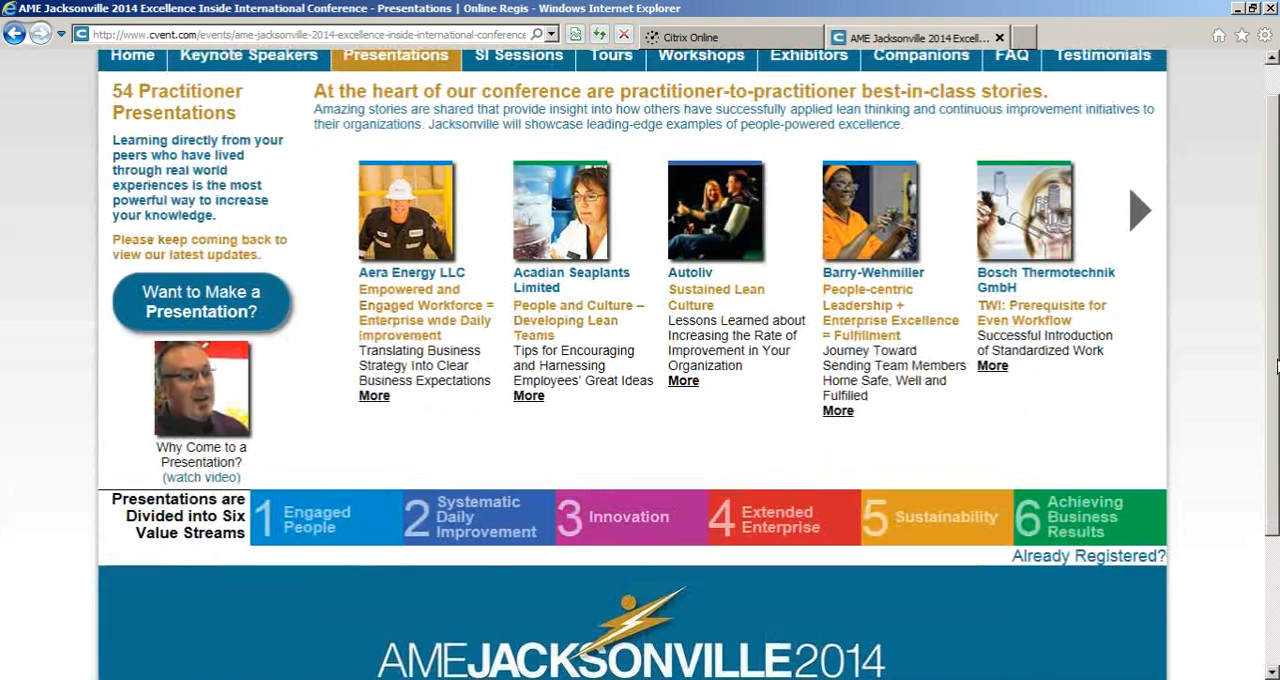 AME Jacksonville 2014 Excellence Inside International Conference - Presentations | Online Regis - Windows Internet Explorer
http://www.cvent.com/events/ame-jacksonville-2014-excellence-inside-international-conference
Citrix Online
AME Jacksonville 2014 Excell...
Home
Keynote Speakers
Presentations
SI Sessions
Tours
Workshops
Exhibitors
Companions
FAQ
Testimonials
54 Practitioner
Presentations
Learning directly from your
peers who have lived
through real world
experiences is the most
powerful way to increase
your knowledge.
Please keep coming back to
view our latest updates.
Want to Make a
Presentation?
Why Come to a
Presentation?
(watch video)
At the heart of our conference are practitioner-to-practitioner best-in-class stories.
Amazing stories are shared that provide insight into how others have successfully applied lean thinking and continuous improvement initiatives to
their organizations. Jacksonville will showcase leading-edge examples of people-powered excellence.
Aera Energy LLC
Empowered and
Engaged Workforce =
Enterprise wide Daily
Improvement
Translating Business
Strategy Into Clear
Business Expectations
More
Acadian Seaplants
Limited
People and Culture –
Developing Lean
Teams
Tips for Encouraging
and Harnessing
Employees' Great Ideas
More
Autoliv
Sustained Lean
Culture
Lessons Learned about
Increasing the Rate of
Improvement in Your
Organization
More
Barry-Wehmiller
People-centric
Leadership +
Enterprise Excellence
= Fulfillment
Journey Toward
Sending Team Members
Home Safe, Well and
Fulfilled
More
Bosch Thermotechnik
GmbH
TWI: Prerequisite for
Even Workflow
Successful Introduction
of Standardized Work
More
Presentations are
Divided into Six
Value Streams
1 Engaged
People
2 Systematic
Daily
Improvement
3 Innovation
4 Extended
Enterprise
5 Sustainability
6 Achieving
Business
Results
Already Registered?
AMEJACKSONVILLE2014